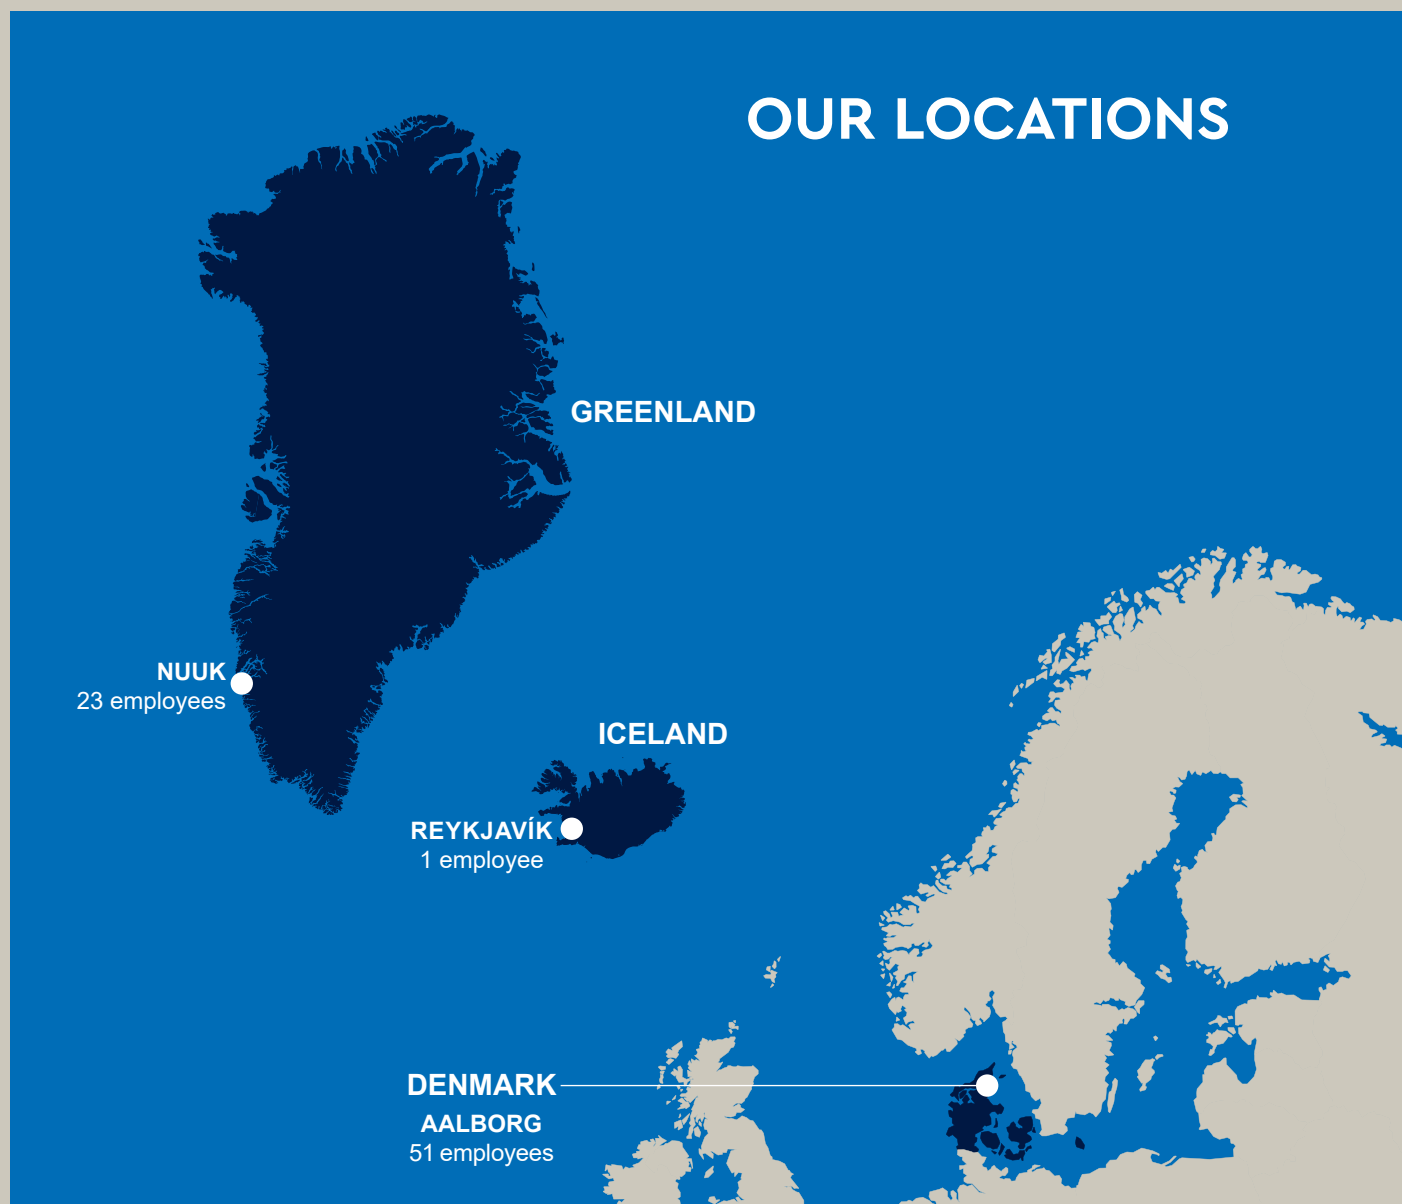 OUR LOCATIONS
GREENLAND
NUUK
23 employees
ICELAND
REYKJAVÍK
1 employee
DENMARK
AALBORG
51 employees